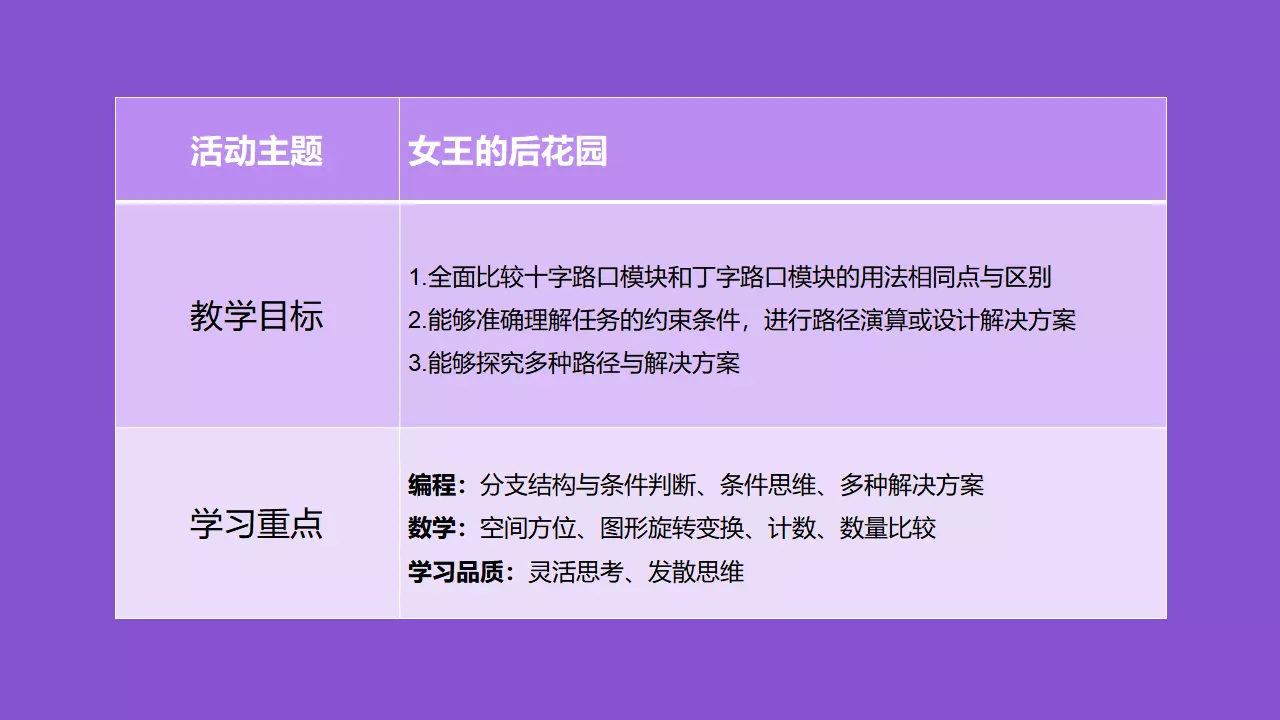 活动主题
女王的后花园
教学目标
1.全面比较十字路口模块和丁字路口模块的用法相同点与区别
2.能够准确理解任务的约束条件，进行路径演算或设计解决方案
3.能够探究多种路径与解决方案
学习重点
编程：分支结构与条件判断、条件思维、多种解决方案
数学：空间方位、图形旋转变换、计数、数量比较
学习品质：灵活思考、发散思维